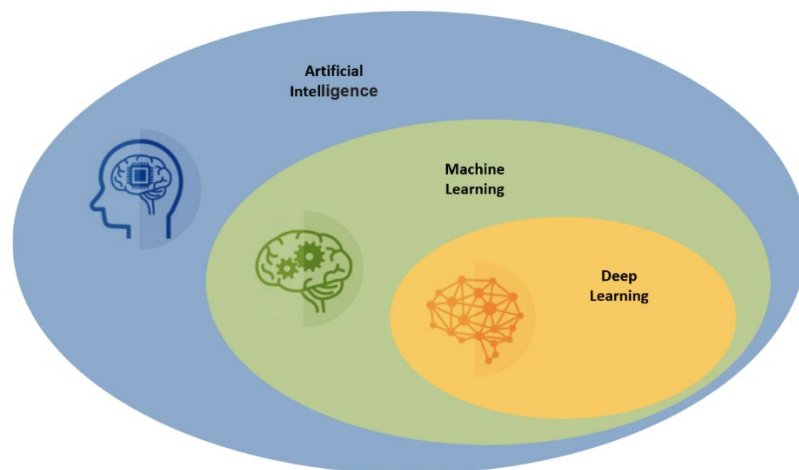 Artificial
Intelligence
Machine
Learning
Deep
Learning